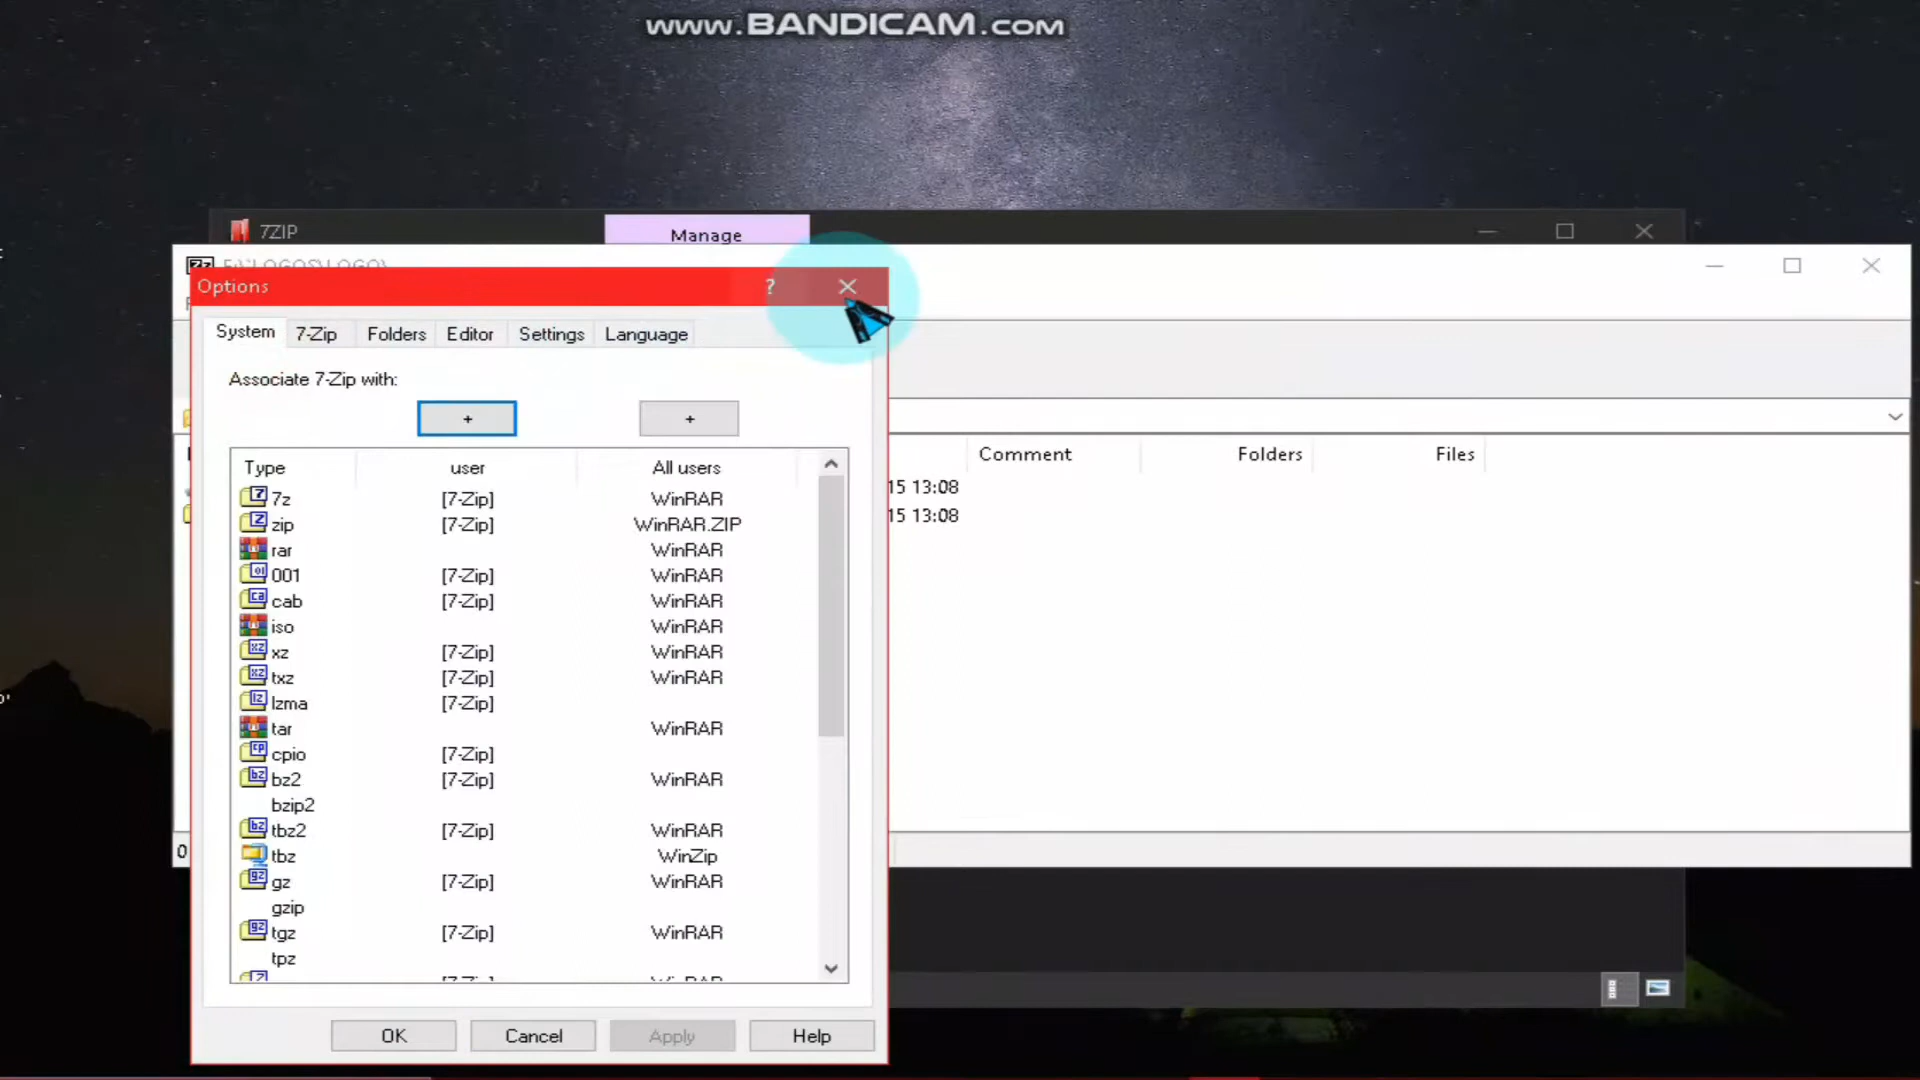 www.BANDICAM.com
7ZIP
Manage
F:\LOGOS\LOGO\
Options ?
System 7-Zip Folders Editor Settings Language
Associate 7-Zip with:
+ +
Comment Folders Files
Type user All users
7z [7-Zip] WinRAR
15 13:08
zip [7-Zip] WinRAR.ZIP
15 13:08
rar WinRAR
001 [7-Zip] WinRAR
cab [7-Zip] WinRAR
iso WinRAR
xz [7-Zip] WinRAR
txz [7-Zip] WinRAR
lzma [7-Zip]
tar WinRAR
cpio [7-Zip]
bz2 [7-Zip] WinRAR
bzip2
tbz2 [7-Zip] WinRAR
tbz WinZip
0
gz [7-Zip] WinRAR
gzip
tgz [7-Zip] WinRAR
tpz
OK Cancel Apply Help